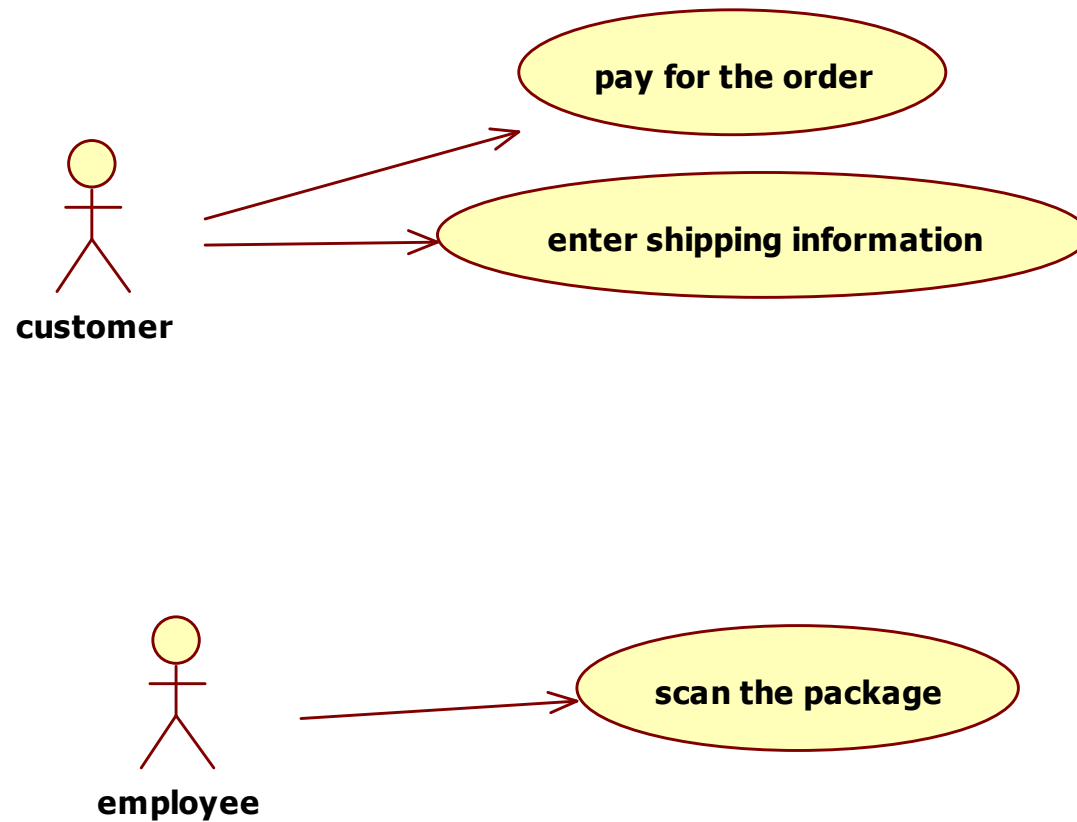 pay for the order
enter shipping information
customer
scan the package
employee